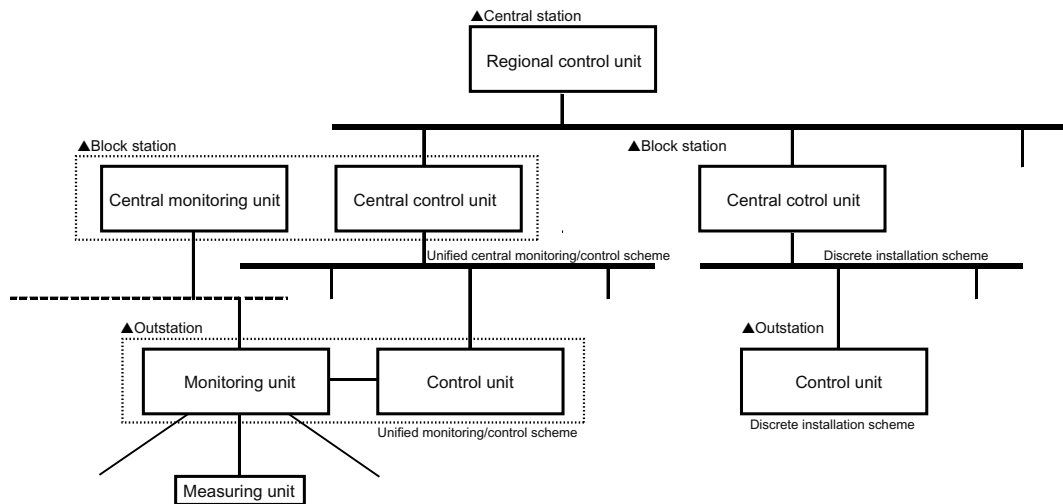 ▲Central station
Regional control unit
▲Block station
▲Block station
Central monitoring unit
Central control unit
Central cotrol unit
Unified central monitoring/control scheme
Discrete installation scheme
▲Outstation
▲Outstation
Monitoring unit
Control unit
Control unit
Unified monitoring/control scheme
Discrete installation scheme
Measuring unit